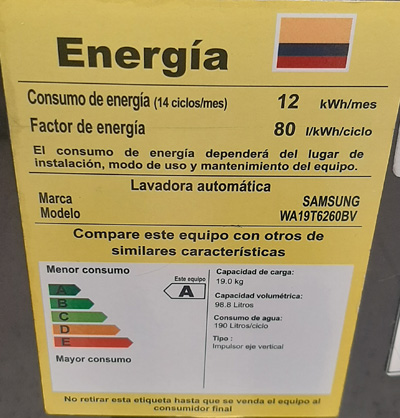 Energía
Consumo de energía (14 ciclos/mes) 12 kWh/mes
Factor de energía 80 l/kWh/ciclo
El consumo de energía dependerá del lugar de
instalación, modo de uso y mantenimiento del equipo.
Lavadora automática
Marca SAMSUNG
Modelo WA19T6260BV
Compare este equipo con otros de
similares características
Menor consumo
A
B
C
D
E
Mayor consumo
Este equipo
A
Capacidad de carga:
19.0 kg
Capacidad volumétrica:
98.8 Litros
Consumo de agua:
190 Litros/ciclo
Tipo :
Impulsor eje vertical
No retirar esta etiqueta hasta que se venda el equipo al
consumidor final